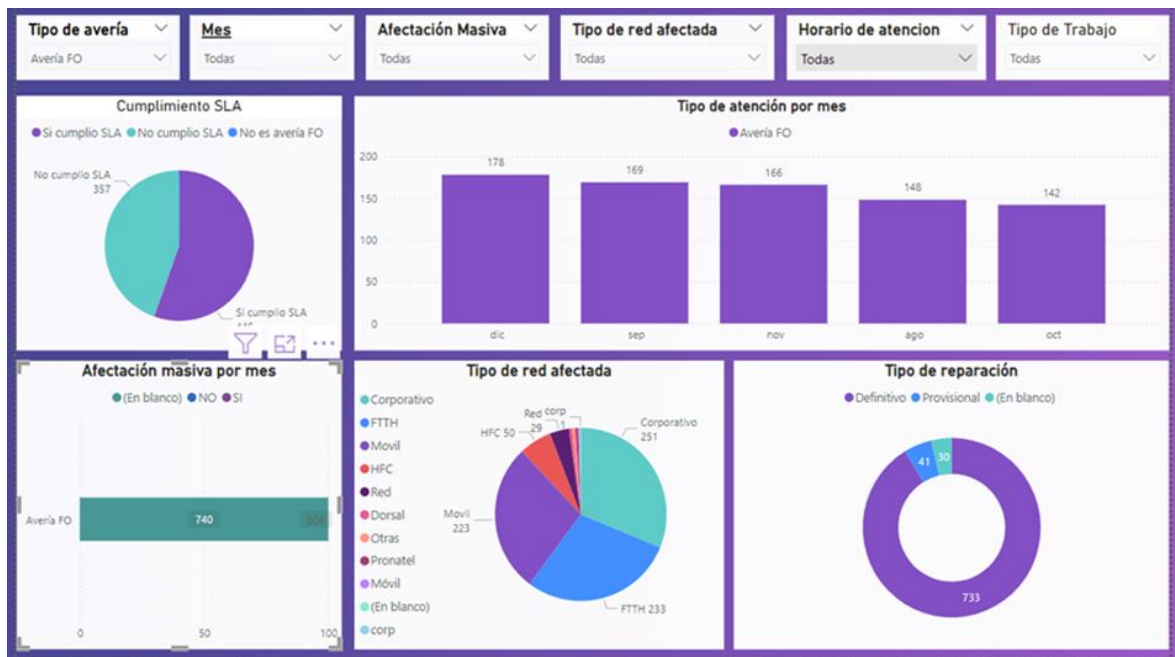 Tipo de avería
Avería FO
Mes
Todas
Afectación Masiva
Todas
Tipo de red afectada
Todas
Horario de atencion
Todas
Tipo de Trabajo
Todas
Cumplimiento SLA
Si cumplio SLA No cumplio SLA No es avería FO
No cumplio SLA
357
Si cumplio SLA
Tipo de atención por mes
Avería FO
200
150
100
50
0
178
169
166
148
142
dic
sep
nov
ago
oct
Afectación masiva por mes
(En blanco) NO SI
Avería FO
740
0
50
100
Tipo de red afectada
Corporativo
FTTH
Movil
HFC
Red
Dorsal
Otras
Pronatel
Móvil
(En blanco)
corp
Red
29
corp
1
HFC 50
Corporativo
251
Movil
223
FTTH 233
Tipo de reparación
Definitivo Provisional (En blanco)
41
30
733